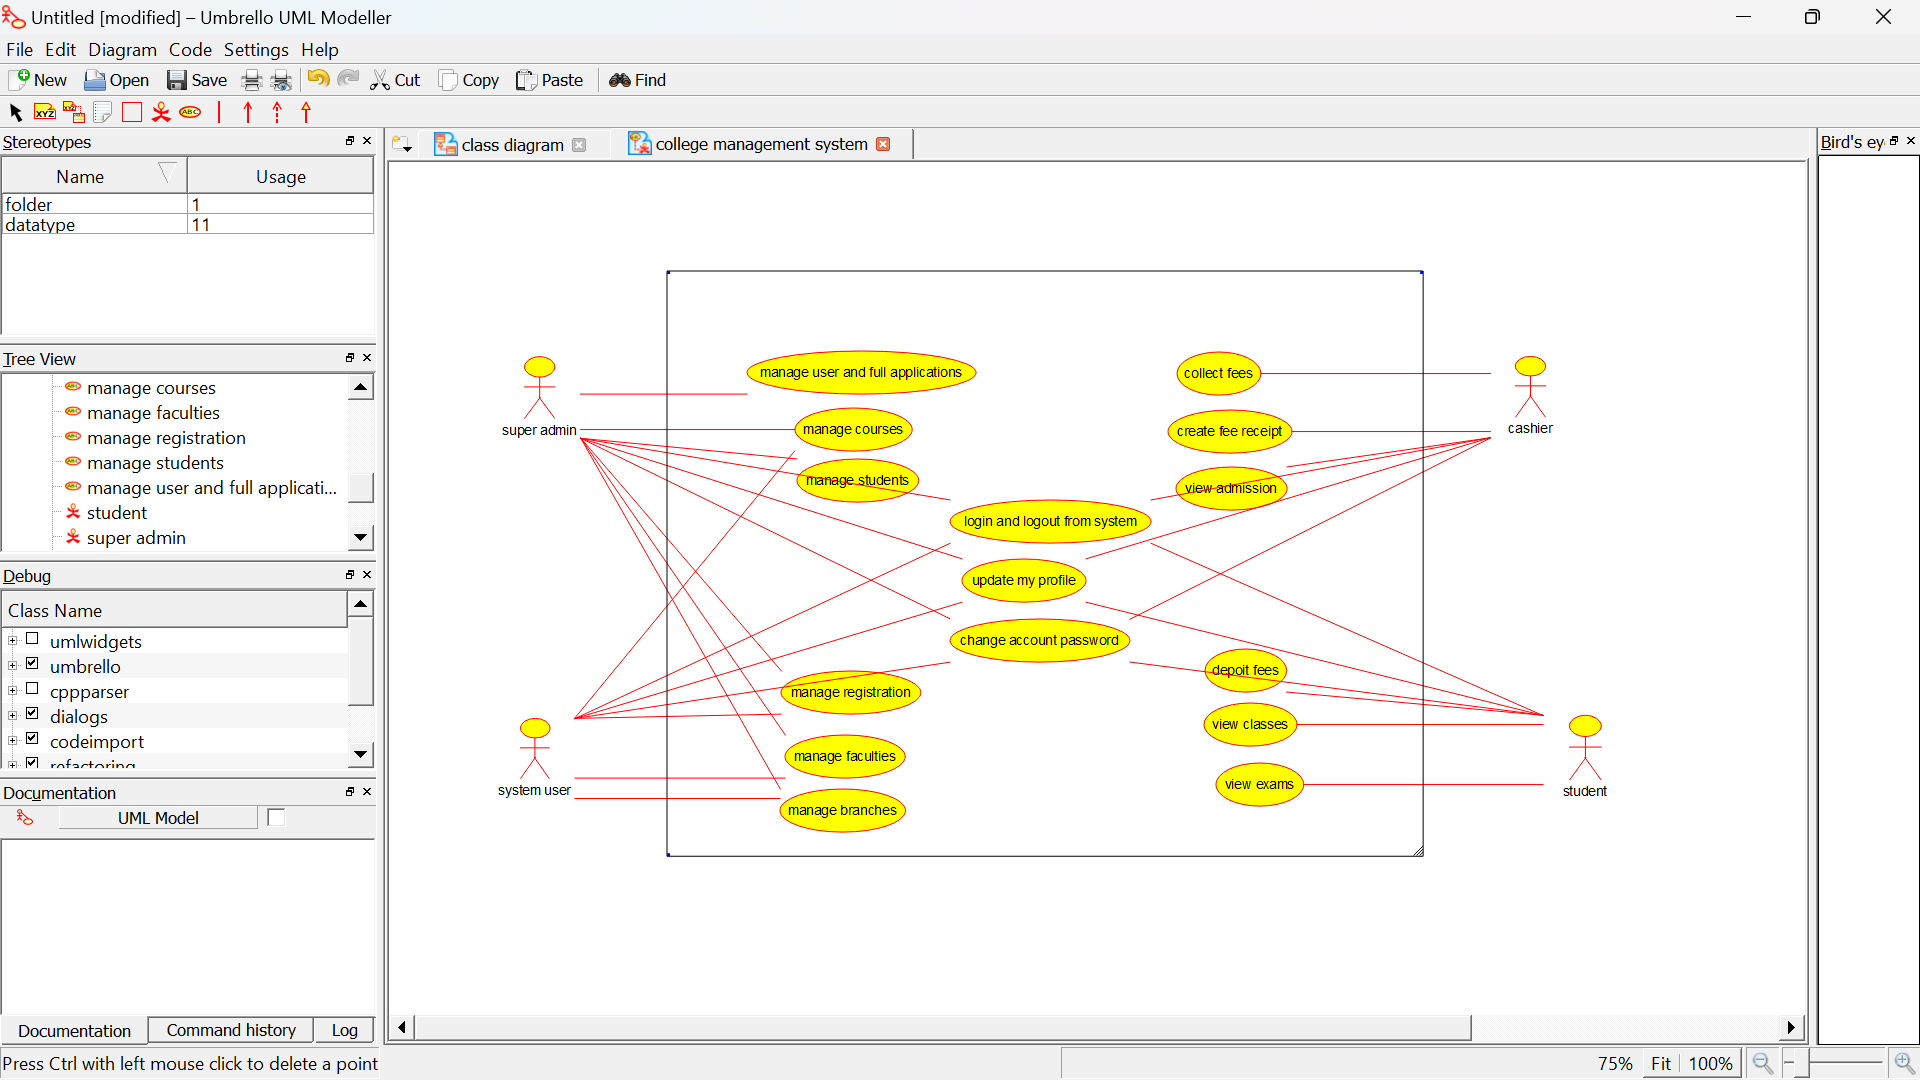 Untitled [modified] – Umbrello UML Modeller
File Edit Diagram Code Settings Help
New Open Save Cut Copy Paste Find
Stereotypes
Name Usage
folder 1
datatype 11
Tree View
manage courses
manage faculties
manage registration
manage students
manage user and full applicati...
student
super admin
Debug
Class Name
umlwidgets
umbrello
cppparser
dialogs
codeimport
refactoring
Documentation
UML Model
Documentation Command history Log
Press Ctrl with left mouse click to delete a point
class diagram college management system
Bird's ey
manage user and full applications
collect fees
super admin
manage courses
create fee receipt
cashier
manage students
view admission
login and logout from system
update my profile
change account password
depoit fees
manage registration
view classes
manage faculties
system user
view exams
student
manage branches
75% Fit 100%